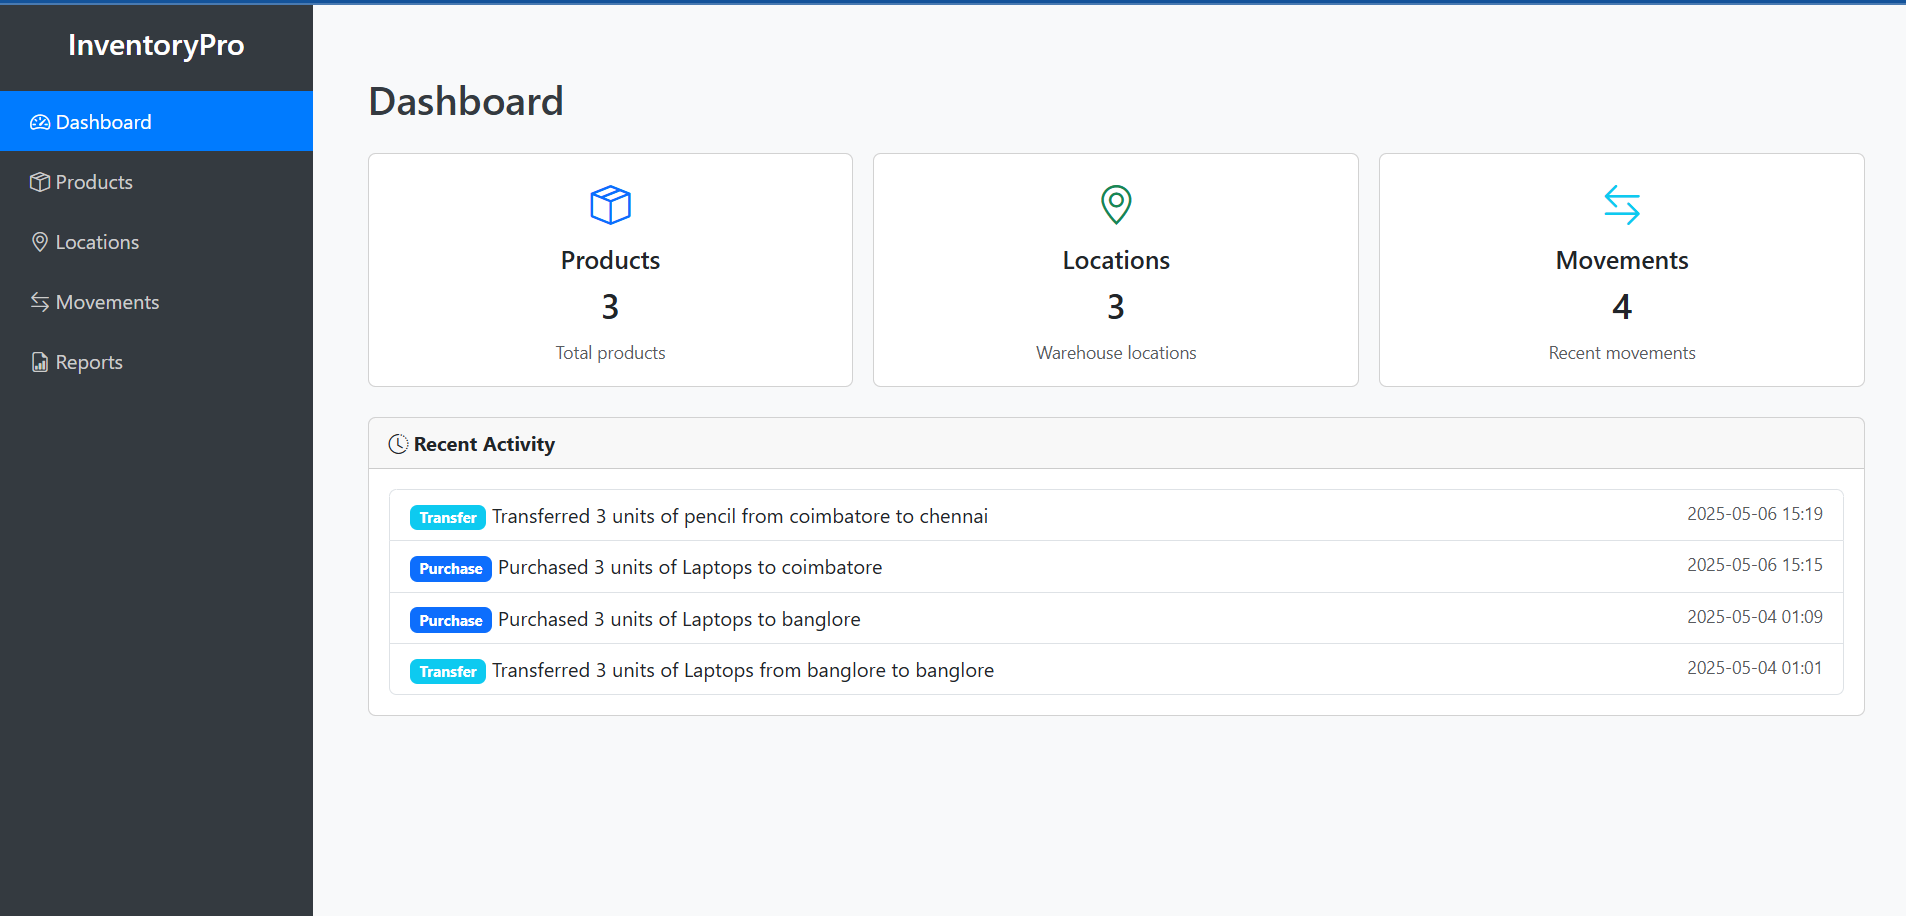 InventoryPro
Dashboard
Products
Locations
Movements
Reports
Dashboard
Products
3
Total products
Locations
3
Warehouse locations
Movements
4
Recent movements
Recent Activity
Transfer Transferred 3 units of pencil from coimbatore to chennai 2025-05-06 15:19
Purchase Purchased 3 units of Laptops to coimbatore 2025-05-06 15:15
Purchase Purchased 3 units of Laptops to banglore 2025-05-04 01:09
Transfer Transferred 3 units of Laptops from banglore to banglore 2025-05-04 01:01